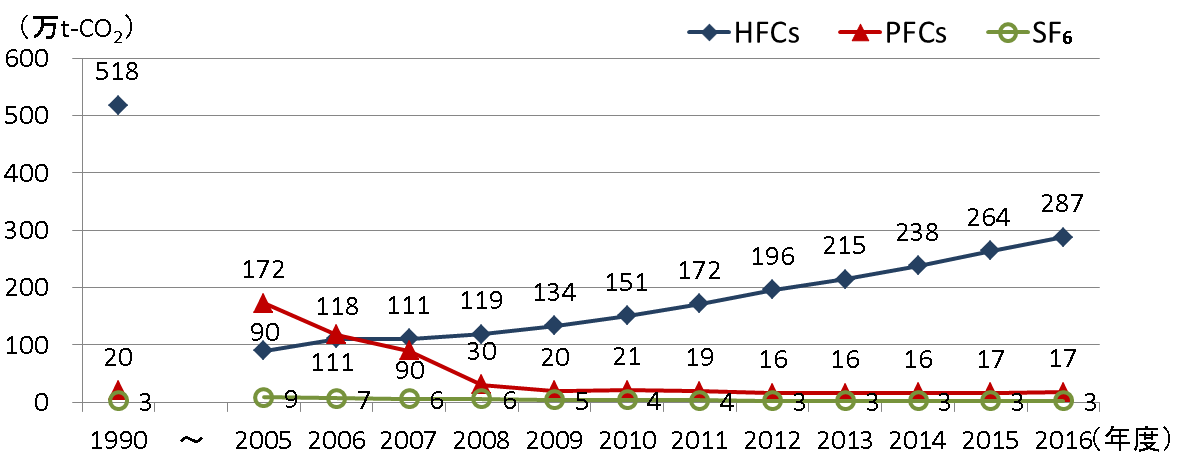 （万t-CO₂）
HFCs PFCs SF₆
600
518
500
400
300
287
264
238
215
200
196
172 172
151
134
118 111 119
100
90
111 90 30
20 20 21 19 16 16 16 17 17
0
3 9 7 6 6 5 4 4 3 3 3 3 3
1990 ～ 2005 2006 2007 2008 2009 2010 2011 2012 2013 2014 2015 2016 (年度)